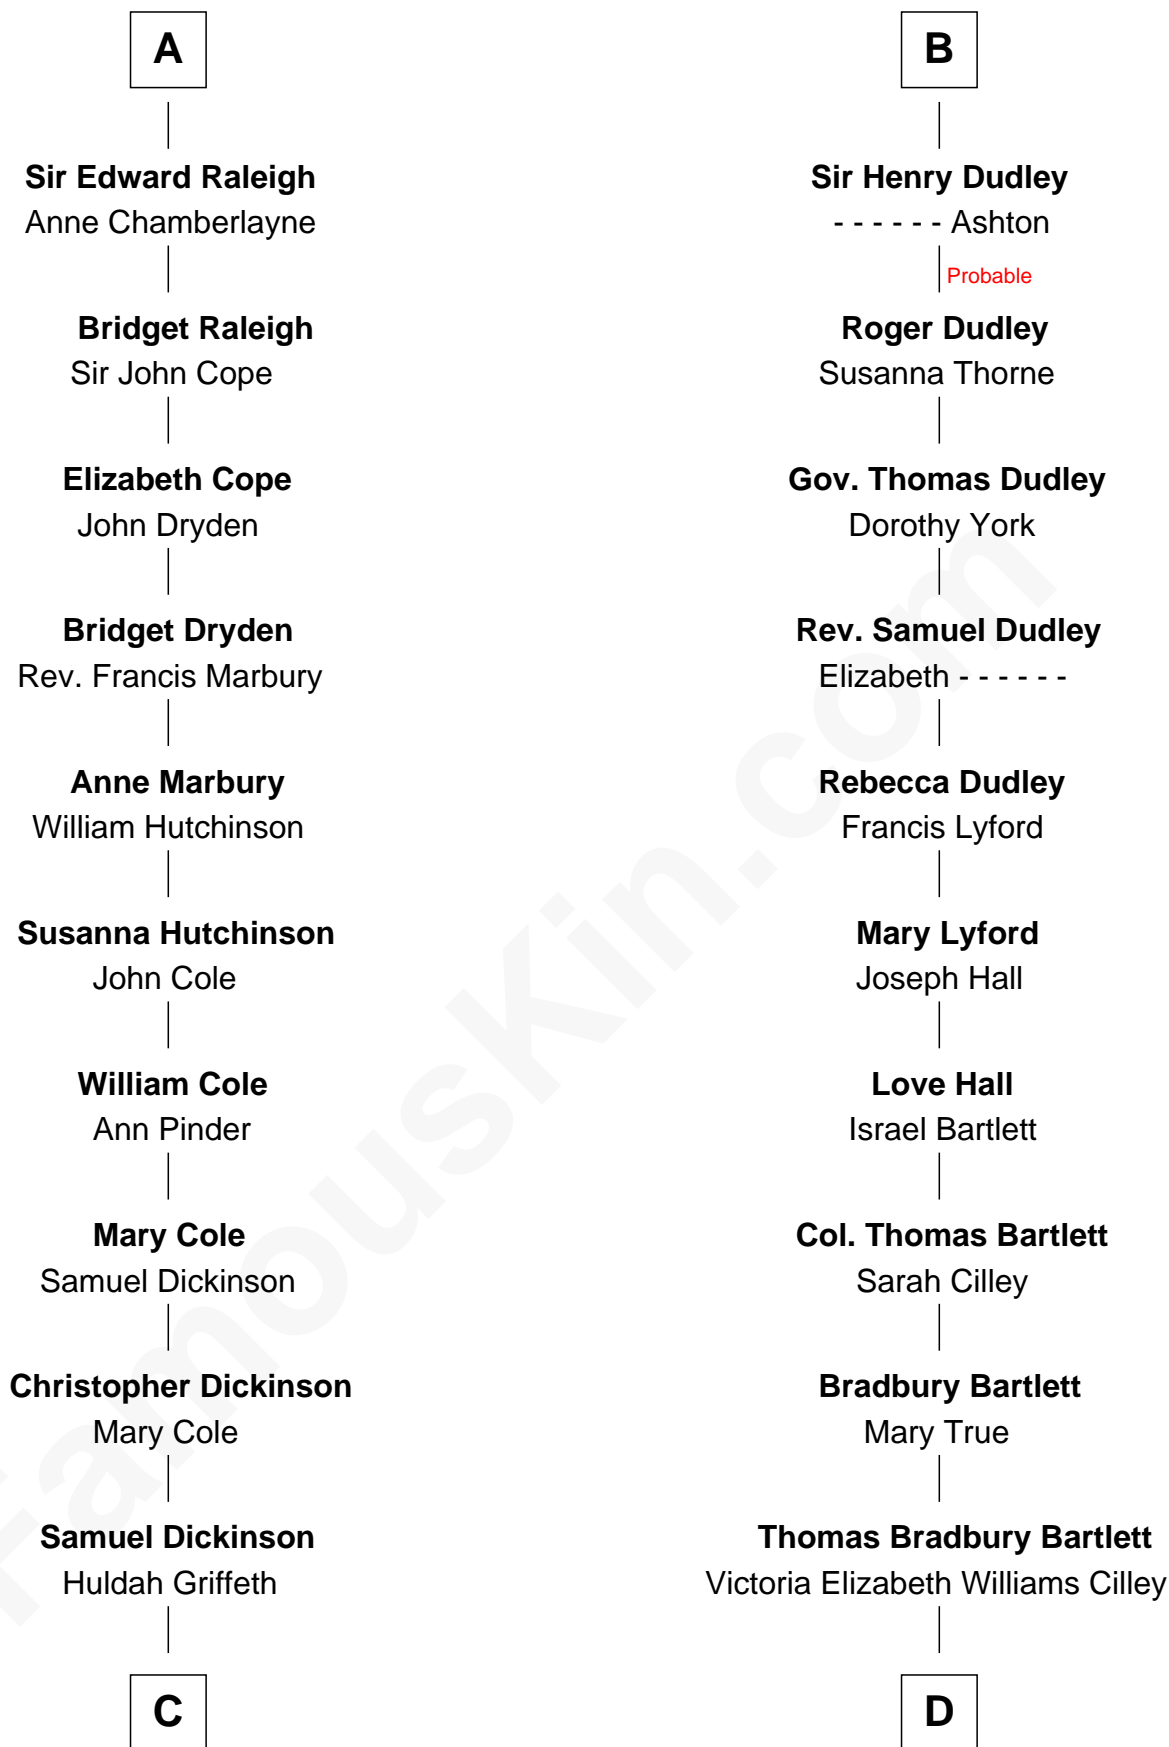 A
Sir Edward Raleigh
Anne Chamberlayne
Bridget Raleigh
Sir John Cope
Elizabeth Cope
John Dryden
Bridget Dryden
Rev. Francis Marbury
Anne Marbury
William Hutchinson
Susanna Hutchinson
John Cole
William Cole
Ann Pinder
Mary Cole
Samuel Dickinson
Christopher Dickinson
Mary Cole
Samuel Dickinson
Huldah Griffeth
C
B
Sir Henry Dudley
- - - - - - Ashton
Probable
Roger Dudley
Susanna Thorne
Gov. Thomas Dudley
Dorothy York
Rev. Samuel Dudley
Elizabeth - - - - - -
Rebecca Dudley
Francis Lyford
Mary Lyford
Joseph Hall
Love Hall
Israel Bartlett
Col. Thomas Bartlett
Sarah Cilley
Bradbury Bartlett
Mary True
Thomas Bradbury Bartlett
Victoria Elizabeth Williams Cilley
D
FamousKin.com